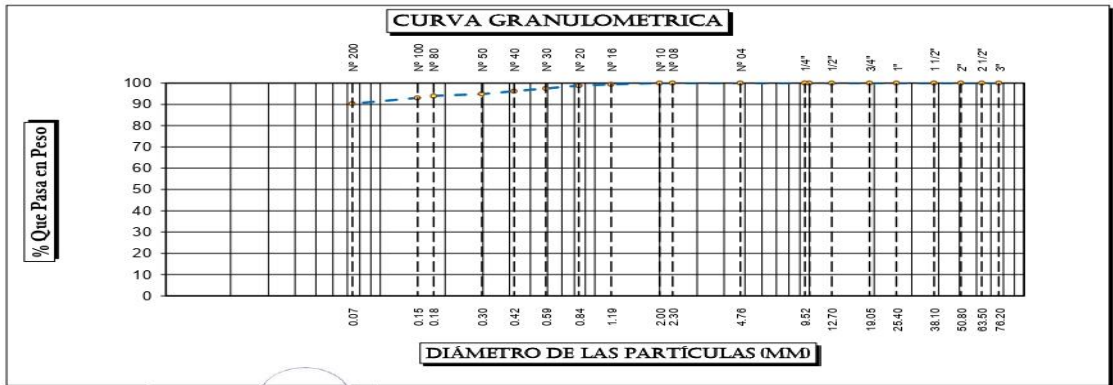 CURVA GRANULOMETRICA
Nº 200 Nº 100 Nº 80 Nº 50 Nº 40 Nº 30 Nº 20 Nº 16 Nº 10 Nº 08 Nº 04 1/4" 1/2" 3/4" 1" 1 1/2" 2" 2 1/2" 3"
% Que Pasa en Peso
100
90
80
70
60
50
40
30
20
10
0
0.07 0.15 0.18 0.30 0.42 0.59 0.84 1.19 2.00 2.30 4.76 9.52 12.70 19.05 25.40 38.10 50.80 63.50 76.20
DIÁMETRO DE LAS PARTÍCULAS (MM)